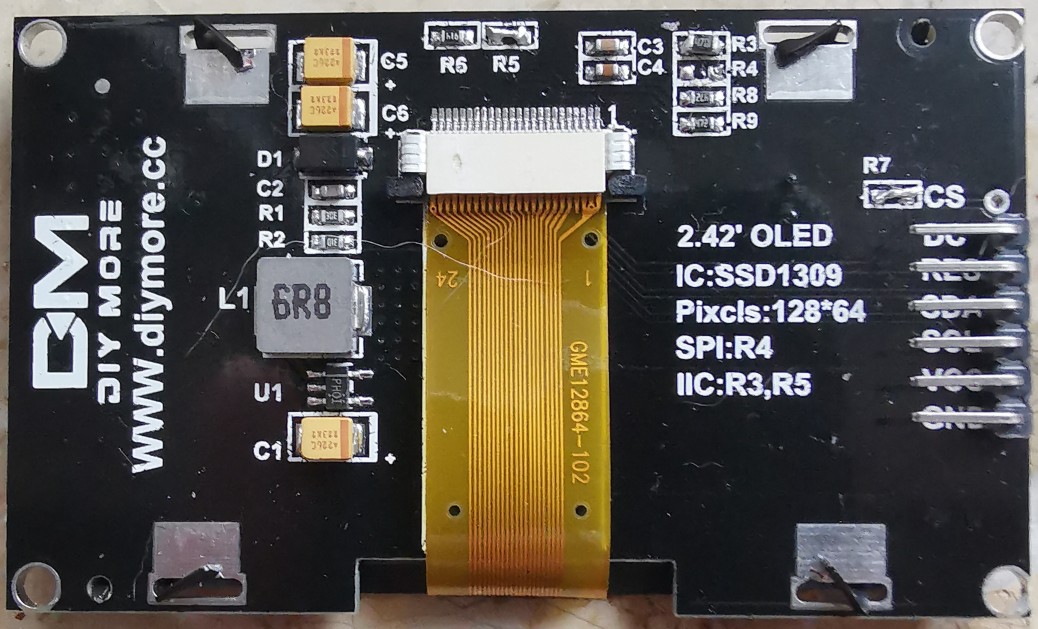 C5
+
C6
+
R6
R5
C3
C4
R3
R4
R8
R9
1
D1
C2
R1
R2
L1
6R8
U1
C1
+
DIY MORE
www.diymore.cc
24
1
GME12864-102
R7
CS
DC
RES
SDA
SCL
VCC
GND
2.42' OLED
IC:SSD1309
Pixels:128*64
SPI:R4
IIC:R3,R5